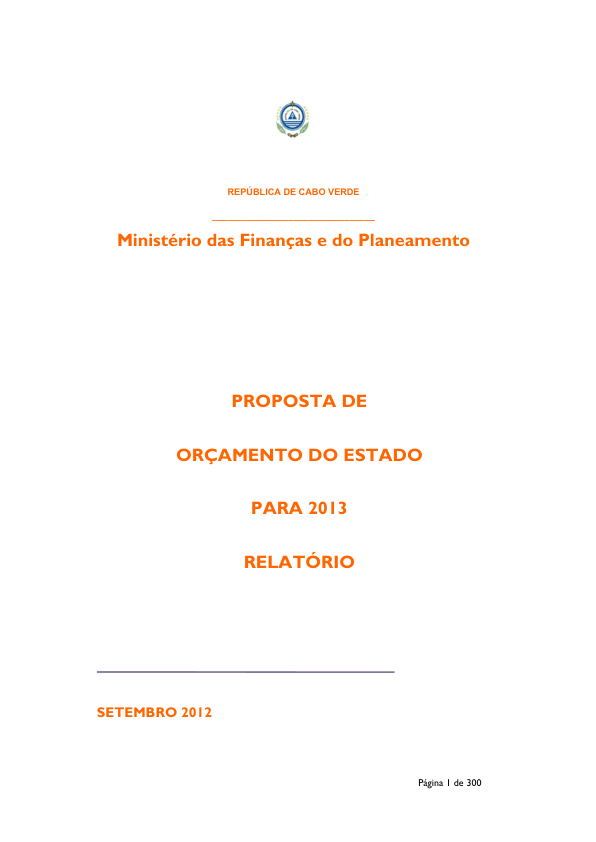 REPÚBLICA DE CABO VERDE
Ministério das Finanças e do Planeamento
PROPOSTA DE
ORÇAMENTO DO ESTADO
PARA 2013
RELATÓRIO
SETEMBRO 2012
Página 1 de 300